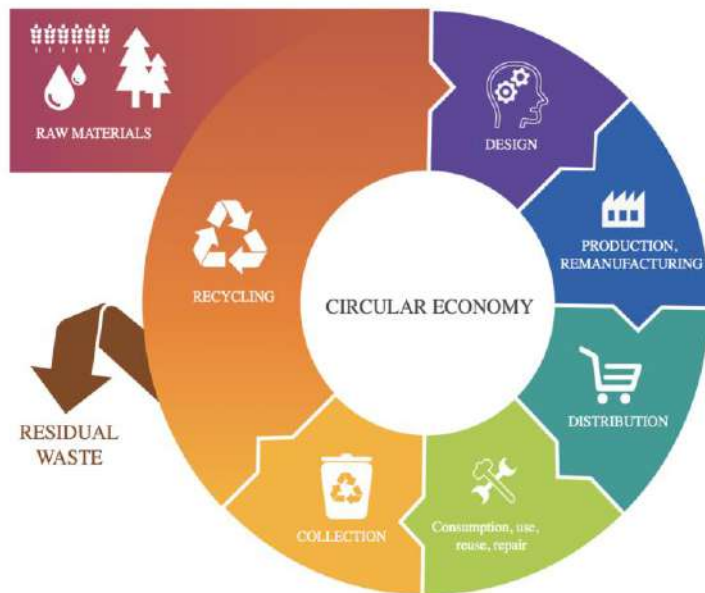 RAW MATERIALS
DESIGN
PRODUCTION,
REMANUFACTURING
RECYCLING
CIRCULAR ECONOMY
DISTRIBUTION
RESIDUAL
WASTE
COLLECTION
Consumption, use,
reuse, repair